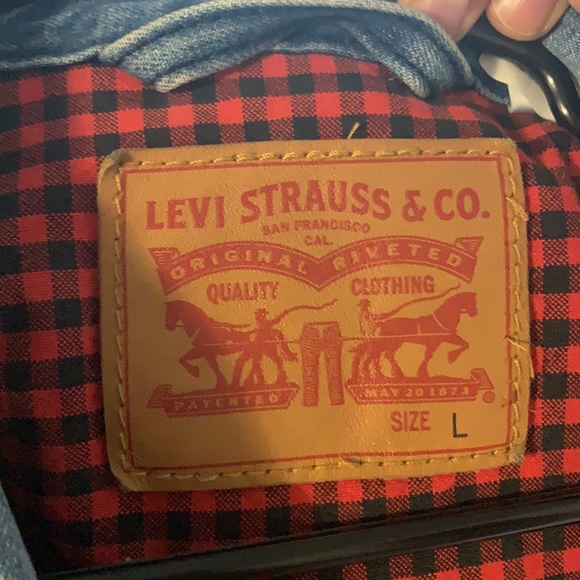 LEVI STRAUSS & CO.
SAN FRANCISCO
CAL.
ORIGINAL RIVETED
QUALITY CLOTHING
PATENTED MAY 20 1873
®
SIZE L